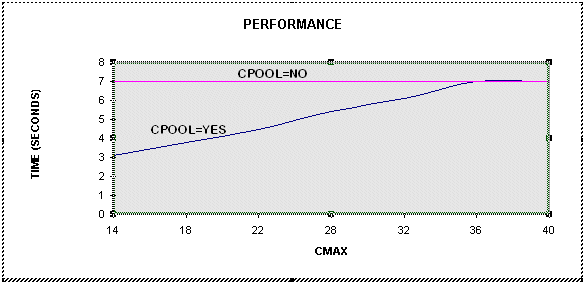 PERFORMANCE
8
CPOOL=NO
7
6
5
CPOOL=YES
4
3
2
1
0
TIME (SECONDS)
14 18 22 28 32 36 40
CMAX